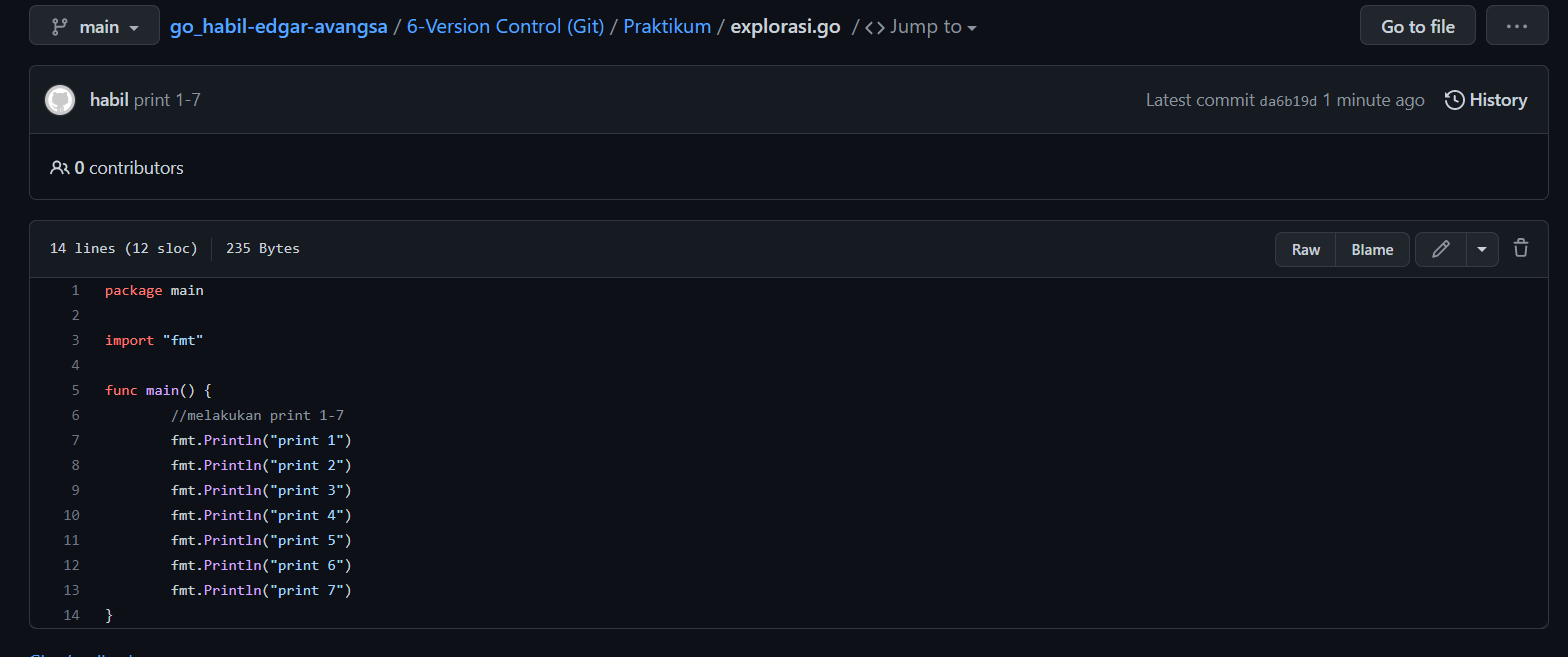 main go_habil-edgar-avangsa / 6-Version Control (Git) / Praktikum / explorasi.go / <> Jump to Go to file ...
habil print 1-7 Latest commit da6b19d 1 minute ago History
0 contributors
14 lines (12 sloc) 235 Bytes Raw Blame
1 package main
2
3 import "fmt"
4
5 func main() {
6 //melakukan print 1-7
7 fmt.Println("print 1")
8 fmt.Println("print 2")
9 fmt.Println("print 3")
10 fmt.Println("print 4")
11 fmt.Println("print 5")
12 fmt.Println("print 6")
13 fmt.Println("print 7")
14 }